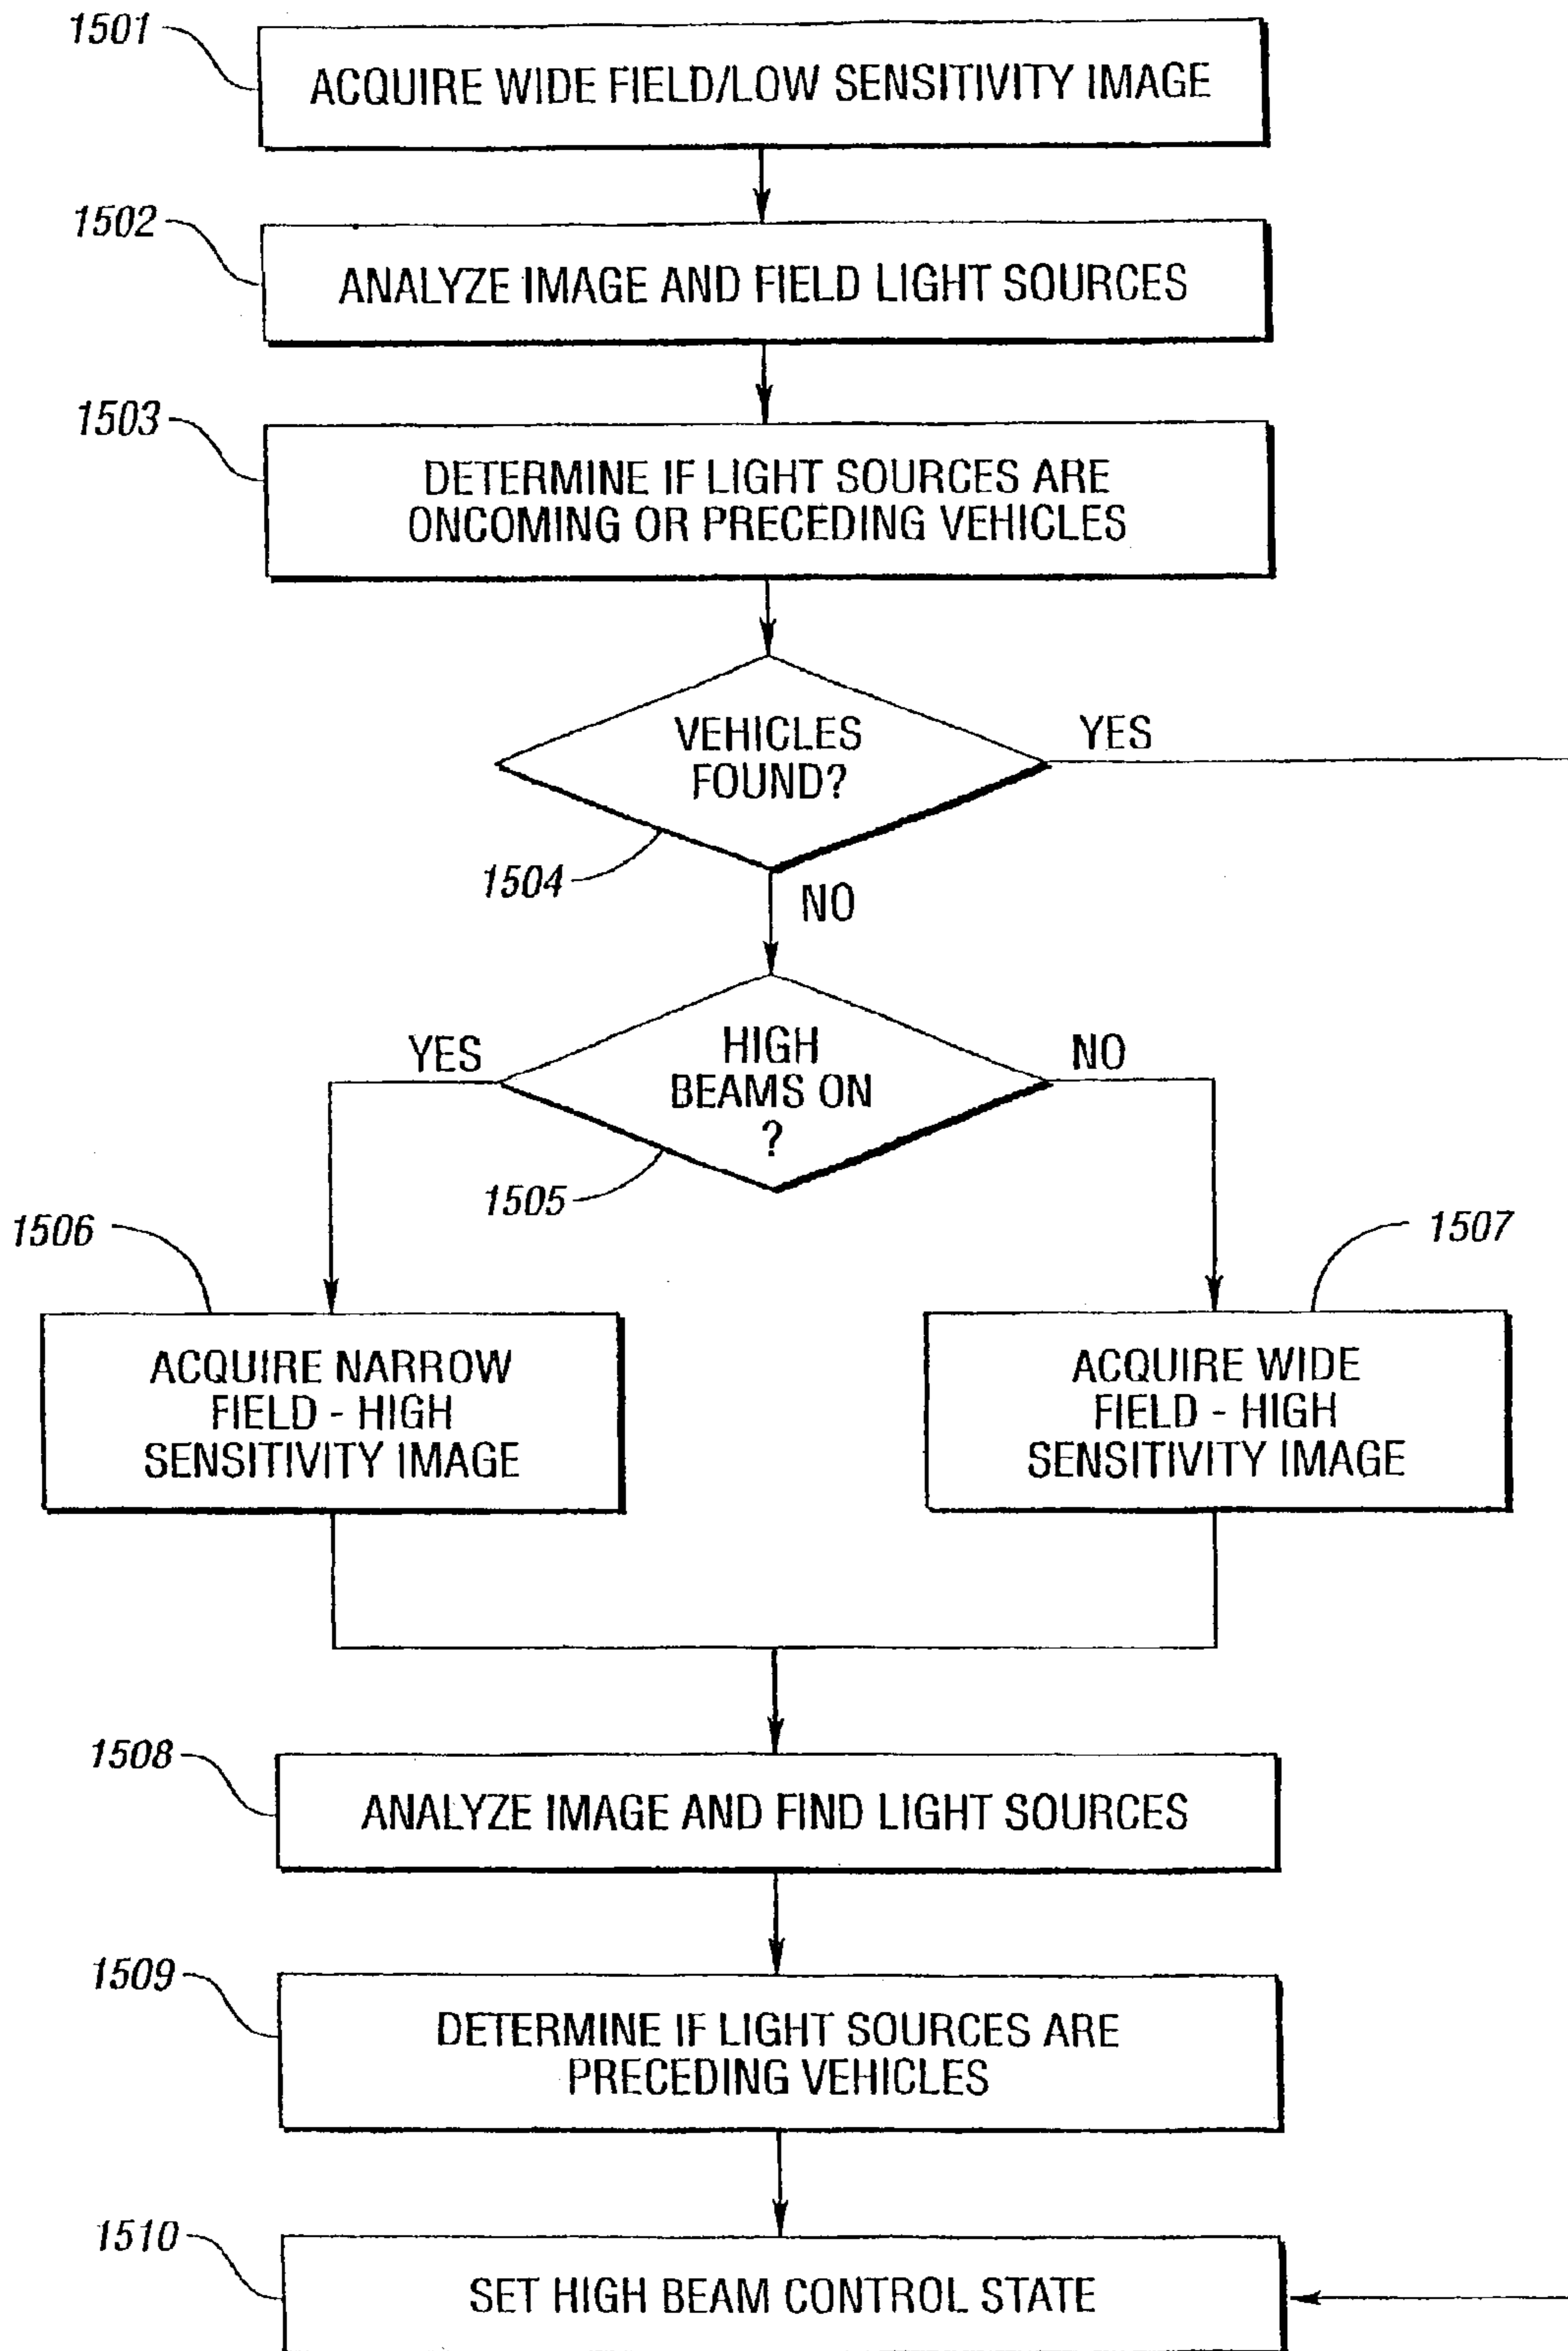 1501
ACQUIRE WIDE FIELD/LOW SENSITIVITY IMAGE
1502
ANALYZE IMAGE AND FIELD LIGHT SOURCES
1503
DETERMINE IF LIGHT SOURCES ARE
ONCOMING OR PRECEDING VEHICLES
VEHICLES
FOUND?
YES
1504
NO
YES
HIGH
BEAMS ON
?
NO
1505
1506
1507
ACQUIRE NARROW
FIELD - HIGH
SENSITIVITY IMAGE
ACQUIRE WIDE
FIELD - HIGH
SENSITIVITY IMAGE
1508
ANALYZE IMAGE AND FIND LIGHT SOURCES
1509
DETERMINE IF LIGHT SOURCES ARE
PRECEDING VEHICLES
1510
SET HIGH BEAM CONTROL STATE